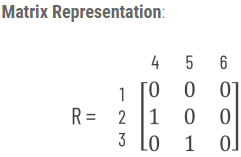 Matrix Representation:
4 5 6
1 [0 0 0]
R = 2 [1 0 0]
3 [0 1 0]